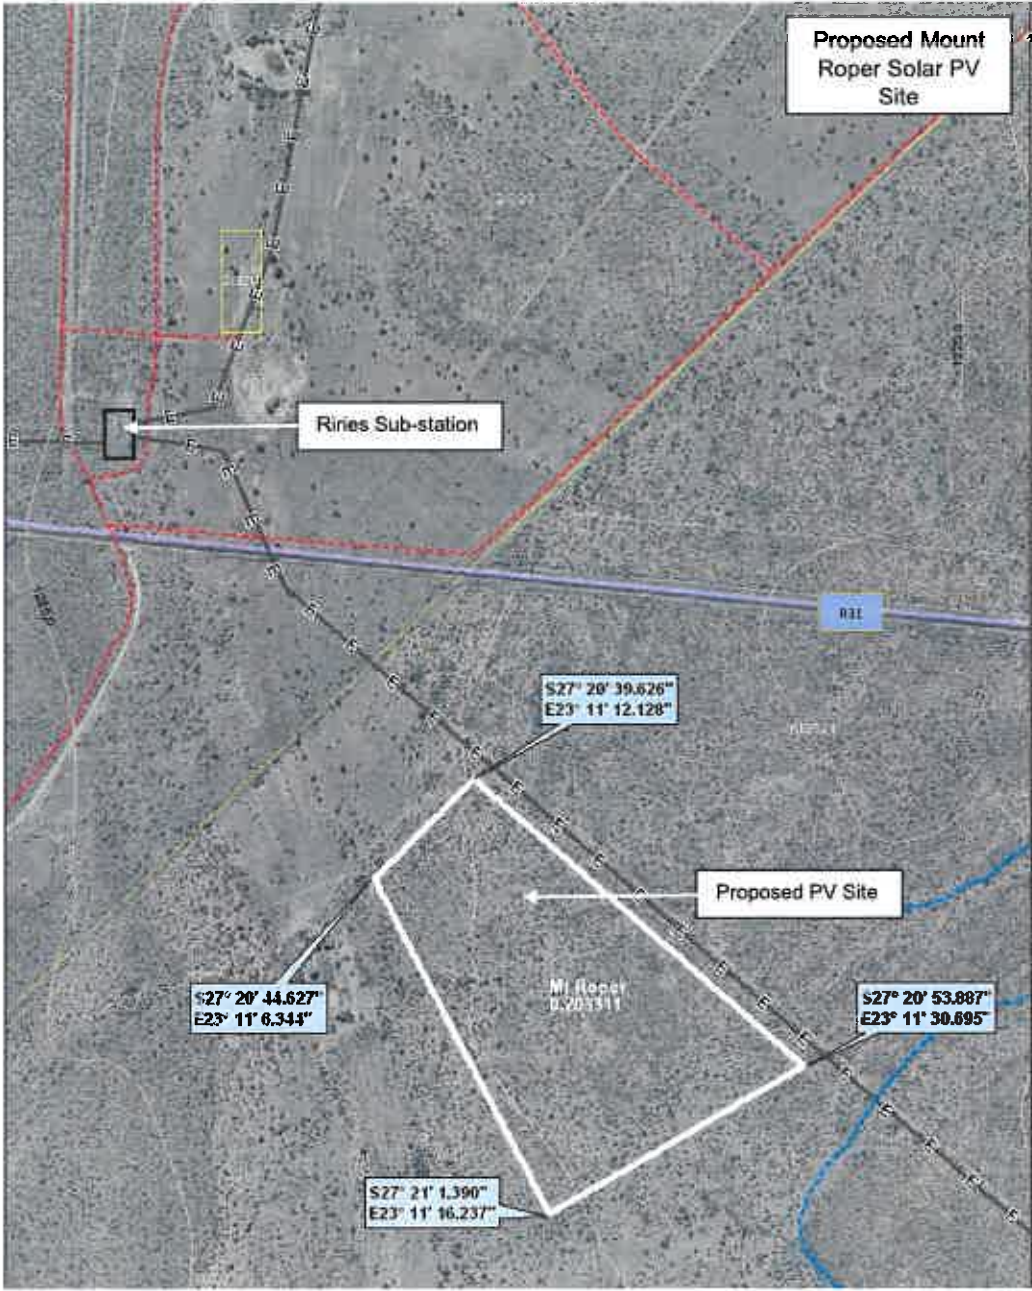 Proposed Mount
Roper Solar PV
Site
Riries Sub-station
R31
S27° 20' 39.626"
E23° 11' 12.128"
Proposed PV Site
S27° 20' 44.627"
E23° 11' 6.344"
Mt Roper
0.203311
S27° 20' 53.887"
E23° 11' 30.695"
S27° 21' 1.390"
E23° 11' 16.237"